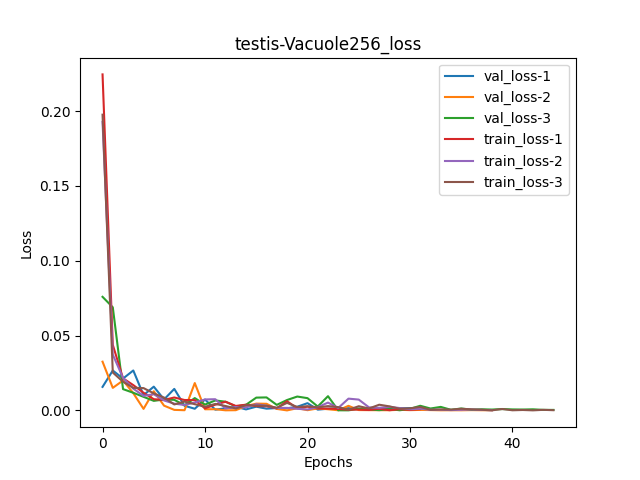 testis-Vacuole256_loss
val_loss-1
val_loss-2
val_loss-3
train_loss-1
train_loss-2
train_loss-3
0.20
0.15
0.10
0.05
0.00
Loss
0
10
20
30
40
Epochs